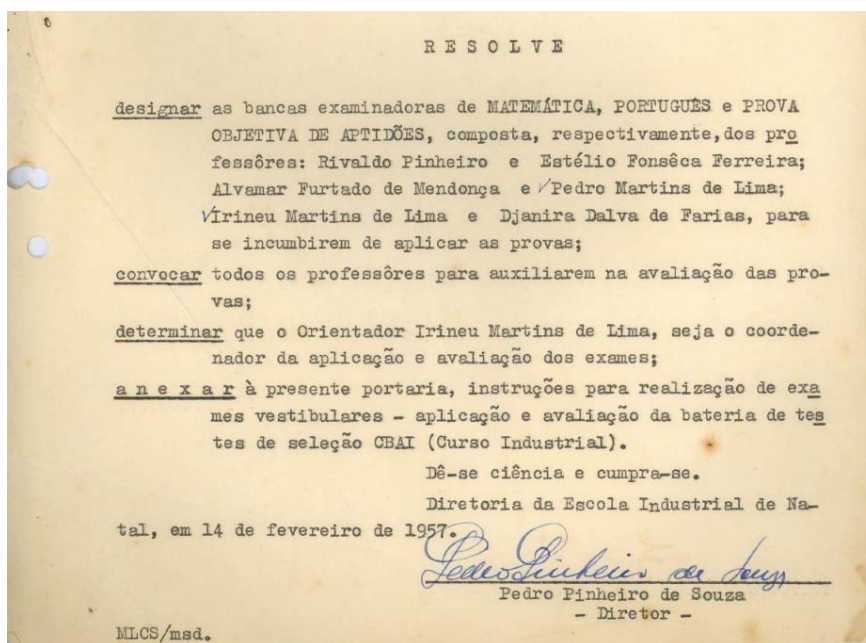 R E S O L V E
designar as bancas examinadoras de MATEMÁTICA, PORTUGUÊS e PROVA
OBJETIVA DE APTIDÕES, composta, respectivamente, dos pro
fessôres: Rivaldo Pinheiro e Estélio Fonsêca Ferreira;
Alvamar Furtado de Mendonça e ✓Pedro Martins de Lima;
✓Irineu Martins de Lima e Djanira Dalva de Farias, para
se incumbirem de aplicar as provas;
convocar todos os professôres para auxiliarem na avaliação das pro-
vas;
determinar que o Orientador Irineu Martins de Lima, seja o coorde-
nador da aplicação e avaliação dos exames;
a n e x a r à presente portaria, instruções para realização de exa
mes vestibulares - aplicação e avaliação da bateria de tes
tes de seleção CBAI (Curso Industrial).
Dê-se ciência e cumpra-se.
Diretoria da Escola Industrial de Na-
tal, em 14 de fevereiro de 1957.
Pedro Pinheiro de Souza
Pedro Pinheiro de Souza
- Diretor -
MLCS/msd.